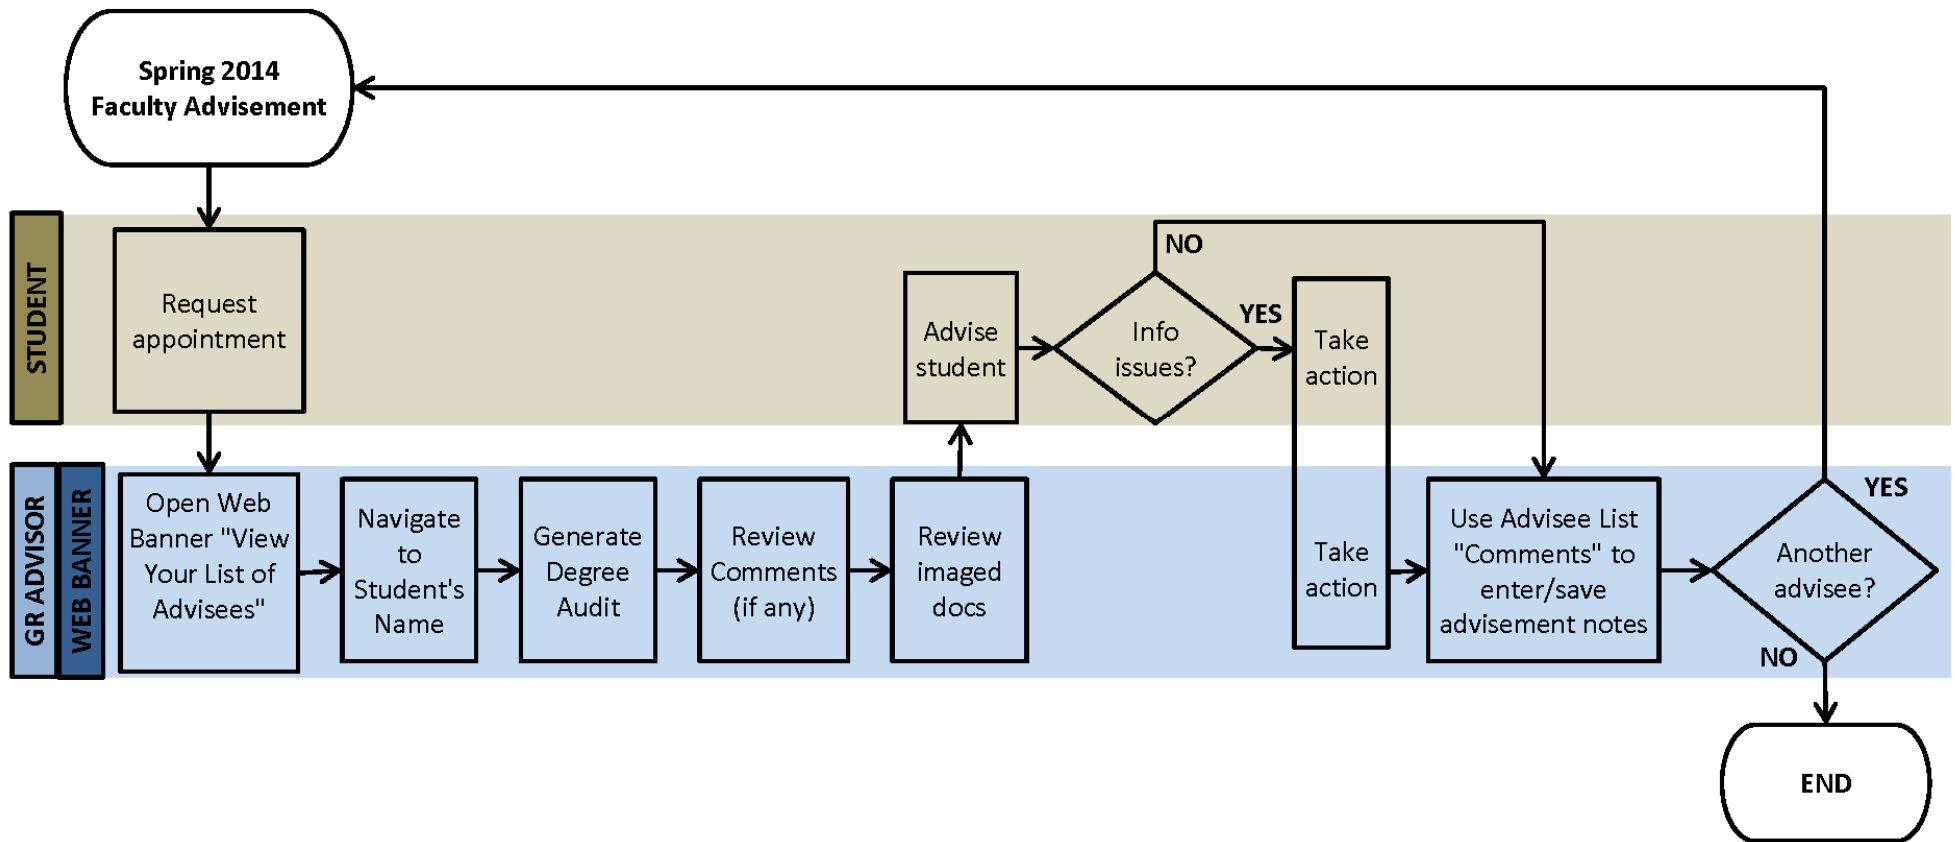 Spring 2014
Faculty Advisement
STUDENT
Request
appointment
Advise
student
Info
issues?
NO
YES
Take
action
GR ADVISOR
WEB BANNER
Open Web
Banner "View
Your List of
Advisees"
Navigate
to
Student's
Name
Generate
Degree
Audit
Review
Comments
(if any)
Review
imaged
docs
Take
action
Use Advisee List
"Comments" to
enter/save
advisement notes
Another
advisee?
YES
NO
END